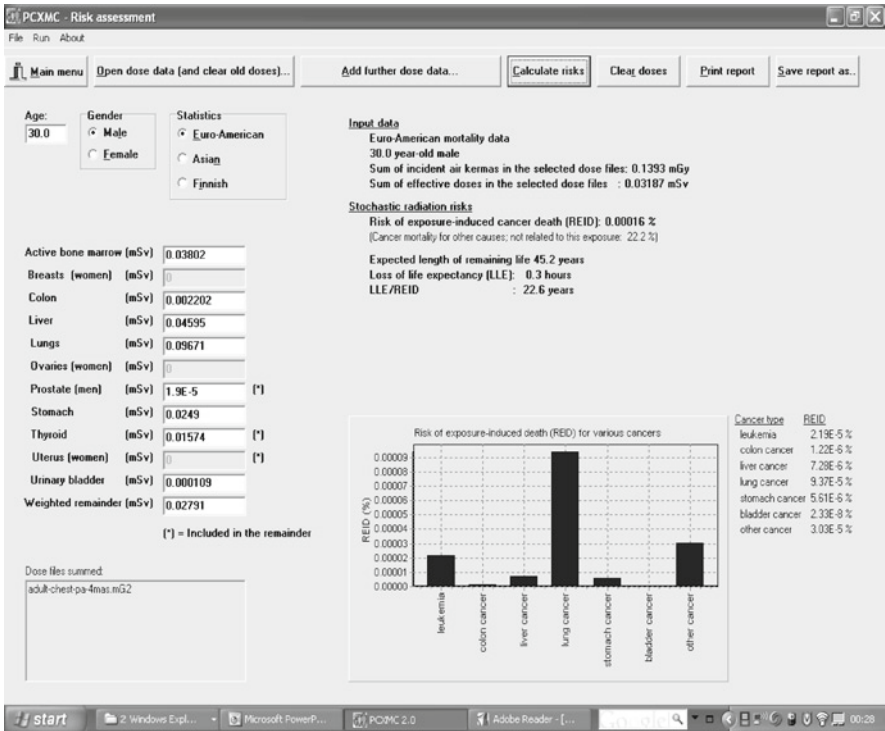 PCXMC - Risk assessment
File Run About
Main menu
Open dose data (and clear old doses)...
Add further dose data...
Calculate risks
Clear doses
Print report
Save report as..
Age:
30.0
Gender
Male
Female
Statistics
Euro-American
Asian
Finnish
Input data
Euro-American mortality data
30.0 year-old male
Sum of incident air kermas in the selected dose files: 0.1393 mGy
Sum of effective doses in the selected dose files : 0.03187 mSv
Stochastic radiation risks
Risk of exposure-induced cancer death (REID): 0.00016 %
(Cancer mortality for other causes; not related to this exposure: 22.2 %)
Expected length of remaining life 45.2 years
Loss of life expectancy (LLE): 0.3 hours
LLE/REID : 22.6 years
Active bone marrow (mSv) 0.03802
Breasts (women) (mSv) 0
Colon (mSv) 0.002202
Liver (mSv) 0.04595
Lungs (mSv) 0.09671
Ovaries (women) (mSv) 0
Prostate (men) (mSv) 1.9E-5 (*)
Stomach (mSv) 0.0249
Thyroid (mSv) 0.01574 (*)
Uterus (women) (mSv) 0 (*)
Urinary bladder (mSv) 0.000109
Weighted remainder (mSv) 0.02791
(*) = Included in the remainder
Dose files summed:
adult-chest-pa-4mas.mG2
Risk of exposure-induced death (REID) for various cancers
REID (%)
0.00009
0.00008
0.00007
0.00006
0.00005
0.00004
0.00003
0.00002
0.00001
0.00000
leukemia
colon cancer
liver cancer
lung cancer
stomach cancer
bladder cancer
other cancer
Cancer type REID
leukemia 2.19E-5 %
colon cancer 1.22E-6 %
liver cancer 7.28E-6 %
lung cancer 9.37E-5 %
stomach cancer 5.61E-6 %
bladder cancer 2.33E-8 %
other cancer 3.03E-5 %
start
2 Windows Expl...
Microsoft PowerP...
PCXMC 2.0
Adobe Reader - [...
Google
00:28